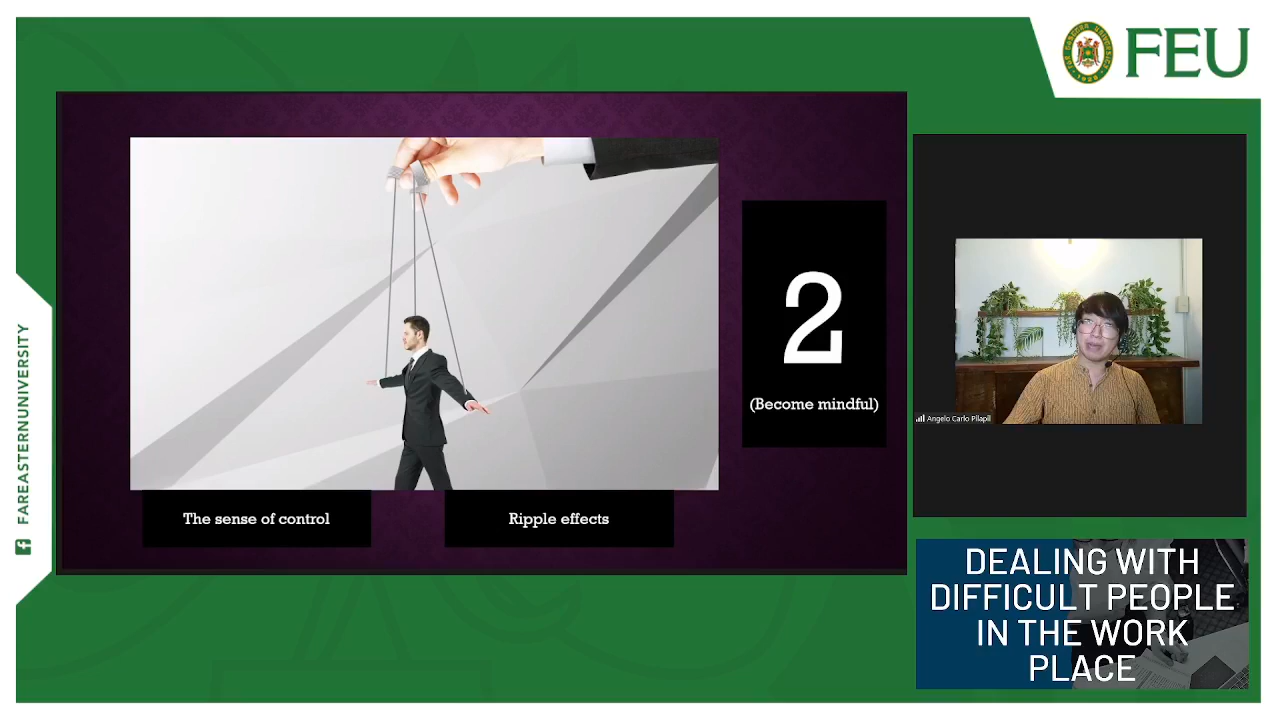 FEU
FAREASTERNUNIVERSITY
2
(Become mindful)
The sense of control
Ripple effects
Angelo Carlo Pilapil
DEALING WITH
DIFFICULT PEOPLE
IN THE WORK
PLACE